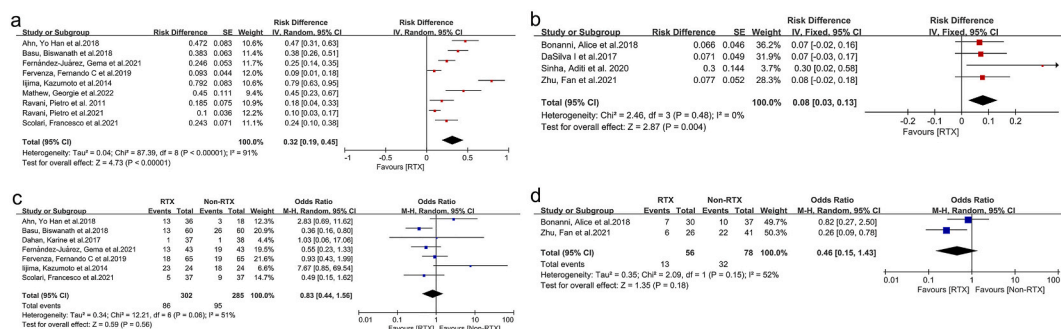 a
Risk Difference Risk Difference
Study or Subgroup Risk Difference SE Weight IV, Random, 95% CI IV, Random, 95% CI
Ahn, Yo Han et al.2018 0.472 0.083 10.6% 0.47 [0.31, 0.63]
Basu, Biswanath et al.2018 0.383 0.063 11.4% 0.38 [0.26, 0.51]
Fernández-Juárez, Gema et al.2021 0.246 0.053 11.7% 0.25 [0.14, 0.35]
Fervenza, Fernando C et al.2019 0.093 0.044 11.9% 0.09 [0.01, 0.18]
Iijima, Kazumoto et al.2014 0.792 0.083 10.6% 0.79 [0.63, 0.95]
Mathew, Georgie et al.2022 0.45 0.111 9.3% 0.45 [0.23, 0.67]
Ravani, Pietro et al. 2011 0.185 0.075 11.0% 0.18 [0.04, 0.33]
Ravani, Pietro et al.2021 0.1 0.036 12.2% 0.10 [0.03, 0.17]
Scolari, Francesco et al.2021 0.243 0.071 11.1% 0.24 [0.10, 0.38]
Total (95% CI) 100.0% 0.32 [0.19, 0.45]
Heterogeneity: Tau² = 0.04; Chi² = 87.39, df = 8 (P < 0.00001); I² = 91%
Test for overall effect: Z = 4.73 (P < 0.00001)
-1 -0.5 0 0.5 1
Favours [RTX]
b
Risk Difference Risk Difference
Study or Subgroup Risk Difference SE Weight IV, Fixed, 95% CI IV, Fixed, 95% CI
Bonanni, Alice et al.2018 0.066 0.046 36.2% 0.07 [-0.02, 0.16]
DaSilva I et al.2017 0.071 0.049 31.9% 0.07 [-0.03, 0.17]
Sinha, Aditi et al. 2020 0.3 0.144 3.7% 0.30 [0.02, 0.58]
Zhu, Fan et al.2021 0.077 0.052 28.3% 0.08 [-0.02, 0.18]
Total (95% CI) 100.0% 0.08 [0.03, 0.13]
Heterogeneity: Chi² = 2.46, df = 3 (P = 0.48); I² = 0%
Test for overall effect: Z = 2.87 (P = 0.004)
-0.2 -0.1 0 0.1 0.2
Favours [RTX]
c
RTX Non-RTX Odds Ratio Odds Ratio
Study or Subgroup Events Total Events Total Weight M-H, Random, 95% CI M-H, Random, 95% CI
Ahn, Yo Han et al.2018 13 36 3 18 12.3% 2.83 [0.69, 11.62]
Basu, Biswanath et al.2018 13 60 26 60 21.9% 0.36 [0.16, 0.80]
Dahan, Karine et al.2017 1 37 1 38 4.4% 1.03 [0.06, 17.06]
Fernández-Juárez, Gema et al.2021 13 43 19 43 20.1% 0.55 [0.23, 1.33]
Fervenza, Fernando C et al.2019 18 65 19 65 22.0% 0.93 [0.43, 1.99]
Iijima, Kazumoto et al.2014 23 24 18 24 6.7% 7.67 [0.85, 69.54]
Scolari, Francesco et al.2021 5 37 9 37 14.7% 0.49 [0.15, 1.62]
Total (95% CI) 302 285 100.0% 0.83 [0.44, 1.56]
Total events 86 95
Heterogeneity: Tau² = 0.34; Chi² = 12.21, df = 6 (P = 0.06); I² = 51%
Test for overall effect: Z = 0.59 (P = 0.56)
0.01 0.1 1 10 100
Favours [RTX] Favours [Non-RTX]
d
RTX Non-RTX Odds Ratio Odds Ratio
Study or Subgroup Events Total Events Total Weight M-H, Random, 95% CI M-H, Random, 95% CI
Bonanni, Alice et al.2018 7 30 10 37 49.7% 0.82 [0.27, 2.50]
Zhu, Fan et al.2021 6 26 22 41 50.3% 0.26 [0.09, 0.78]
Total (95% CI) 56 78 100.0% 0.46 [0.15, 1.43]
Total events 13 32
Heterogeneity: Tau² = 0.35; Chi² = 2.09, df = 1 (P = 0.15); I² = 52%
Test for overall effect: Z = 1.35 (P = 0.18)
0.01 0.1 1 10 100
Favours [RTX] Favours [Non-RTX]